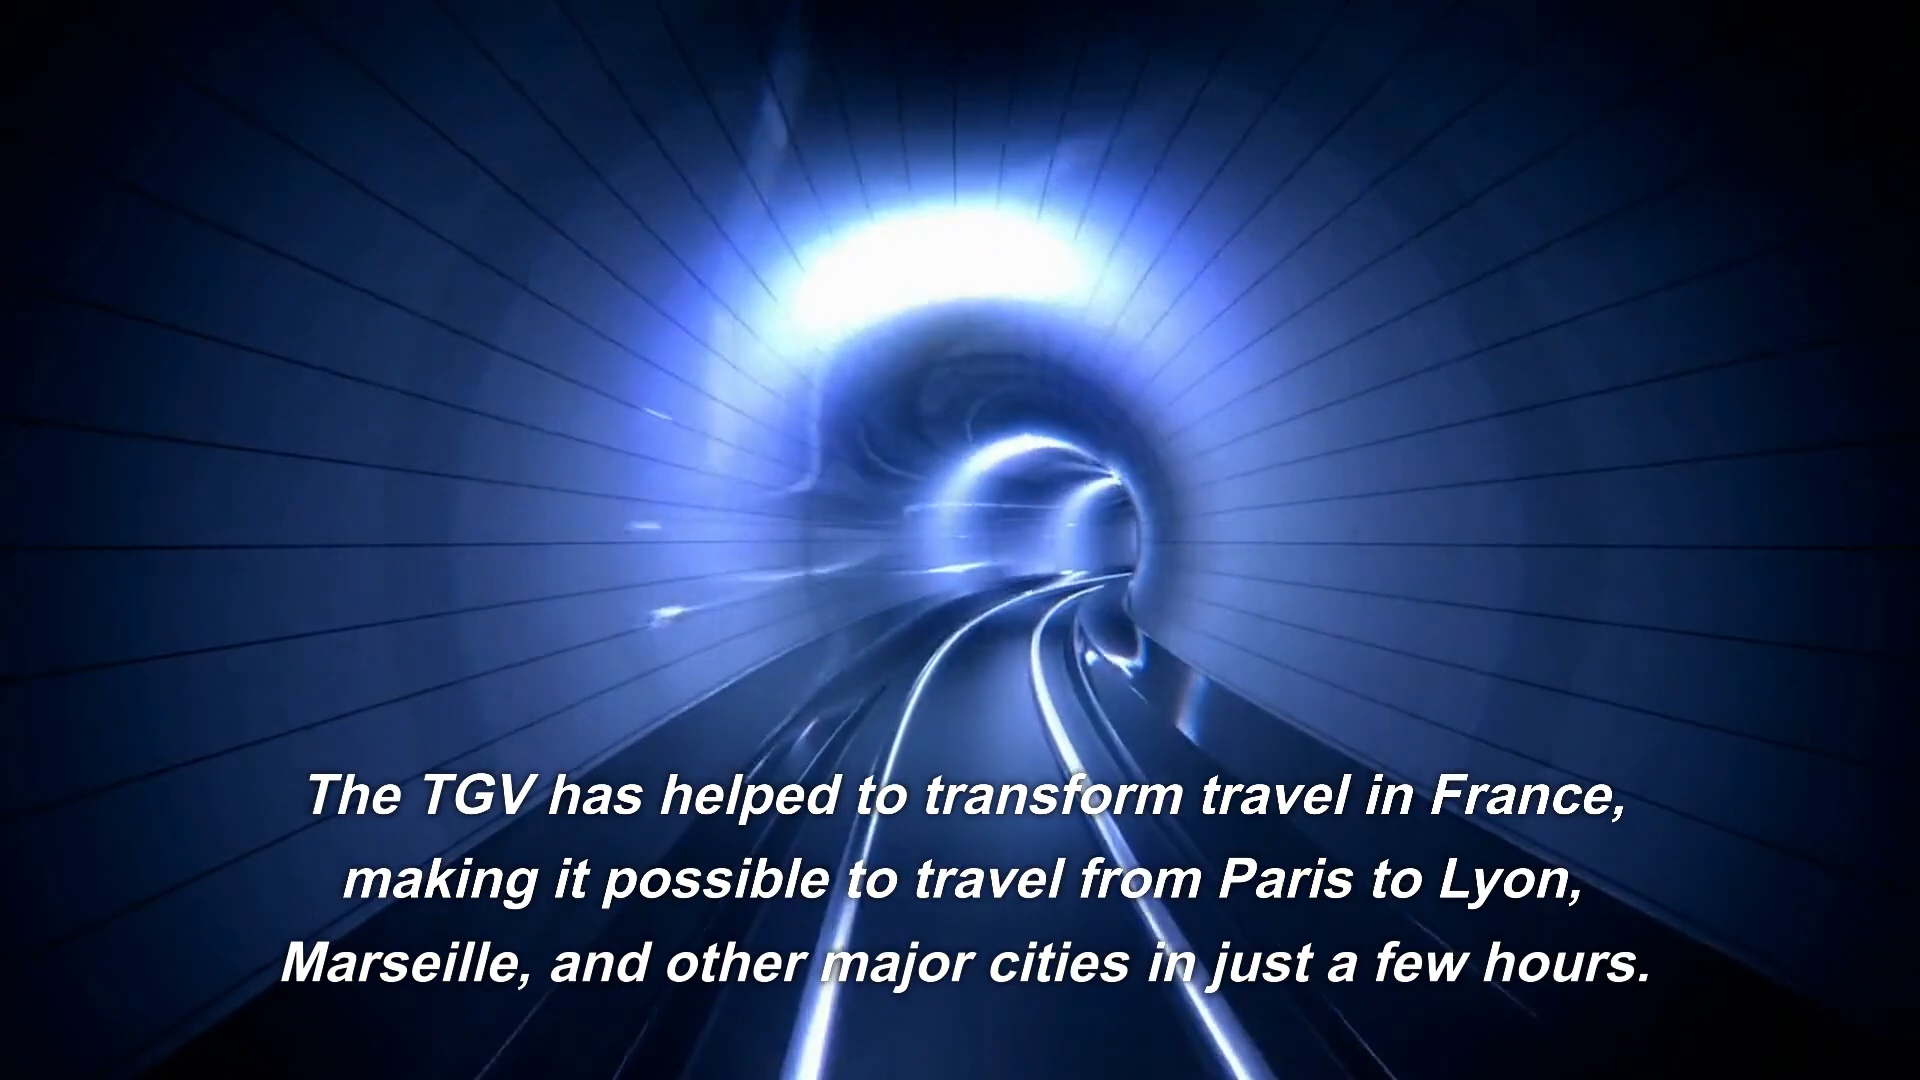 The TGV has helped to transform travel in France,
making it possible to travel from Paris to Lyon,
Marseille, and other major cities in just a few hours.